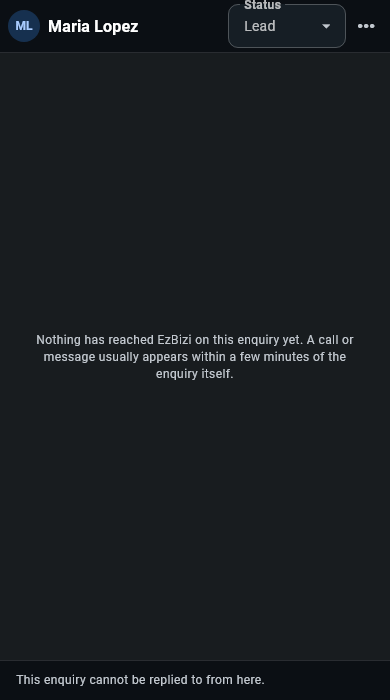 Status
ML Maria Lopez Lead
Nothing has reached EzBizi on this enquiry yet. A call or
message usually appears within a few minutes of the
enquiry itself.
This enquiry cannot be replied to from here.